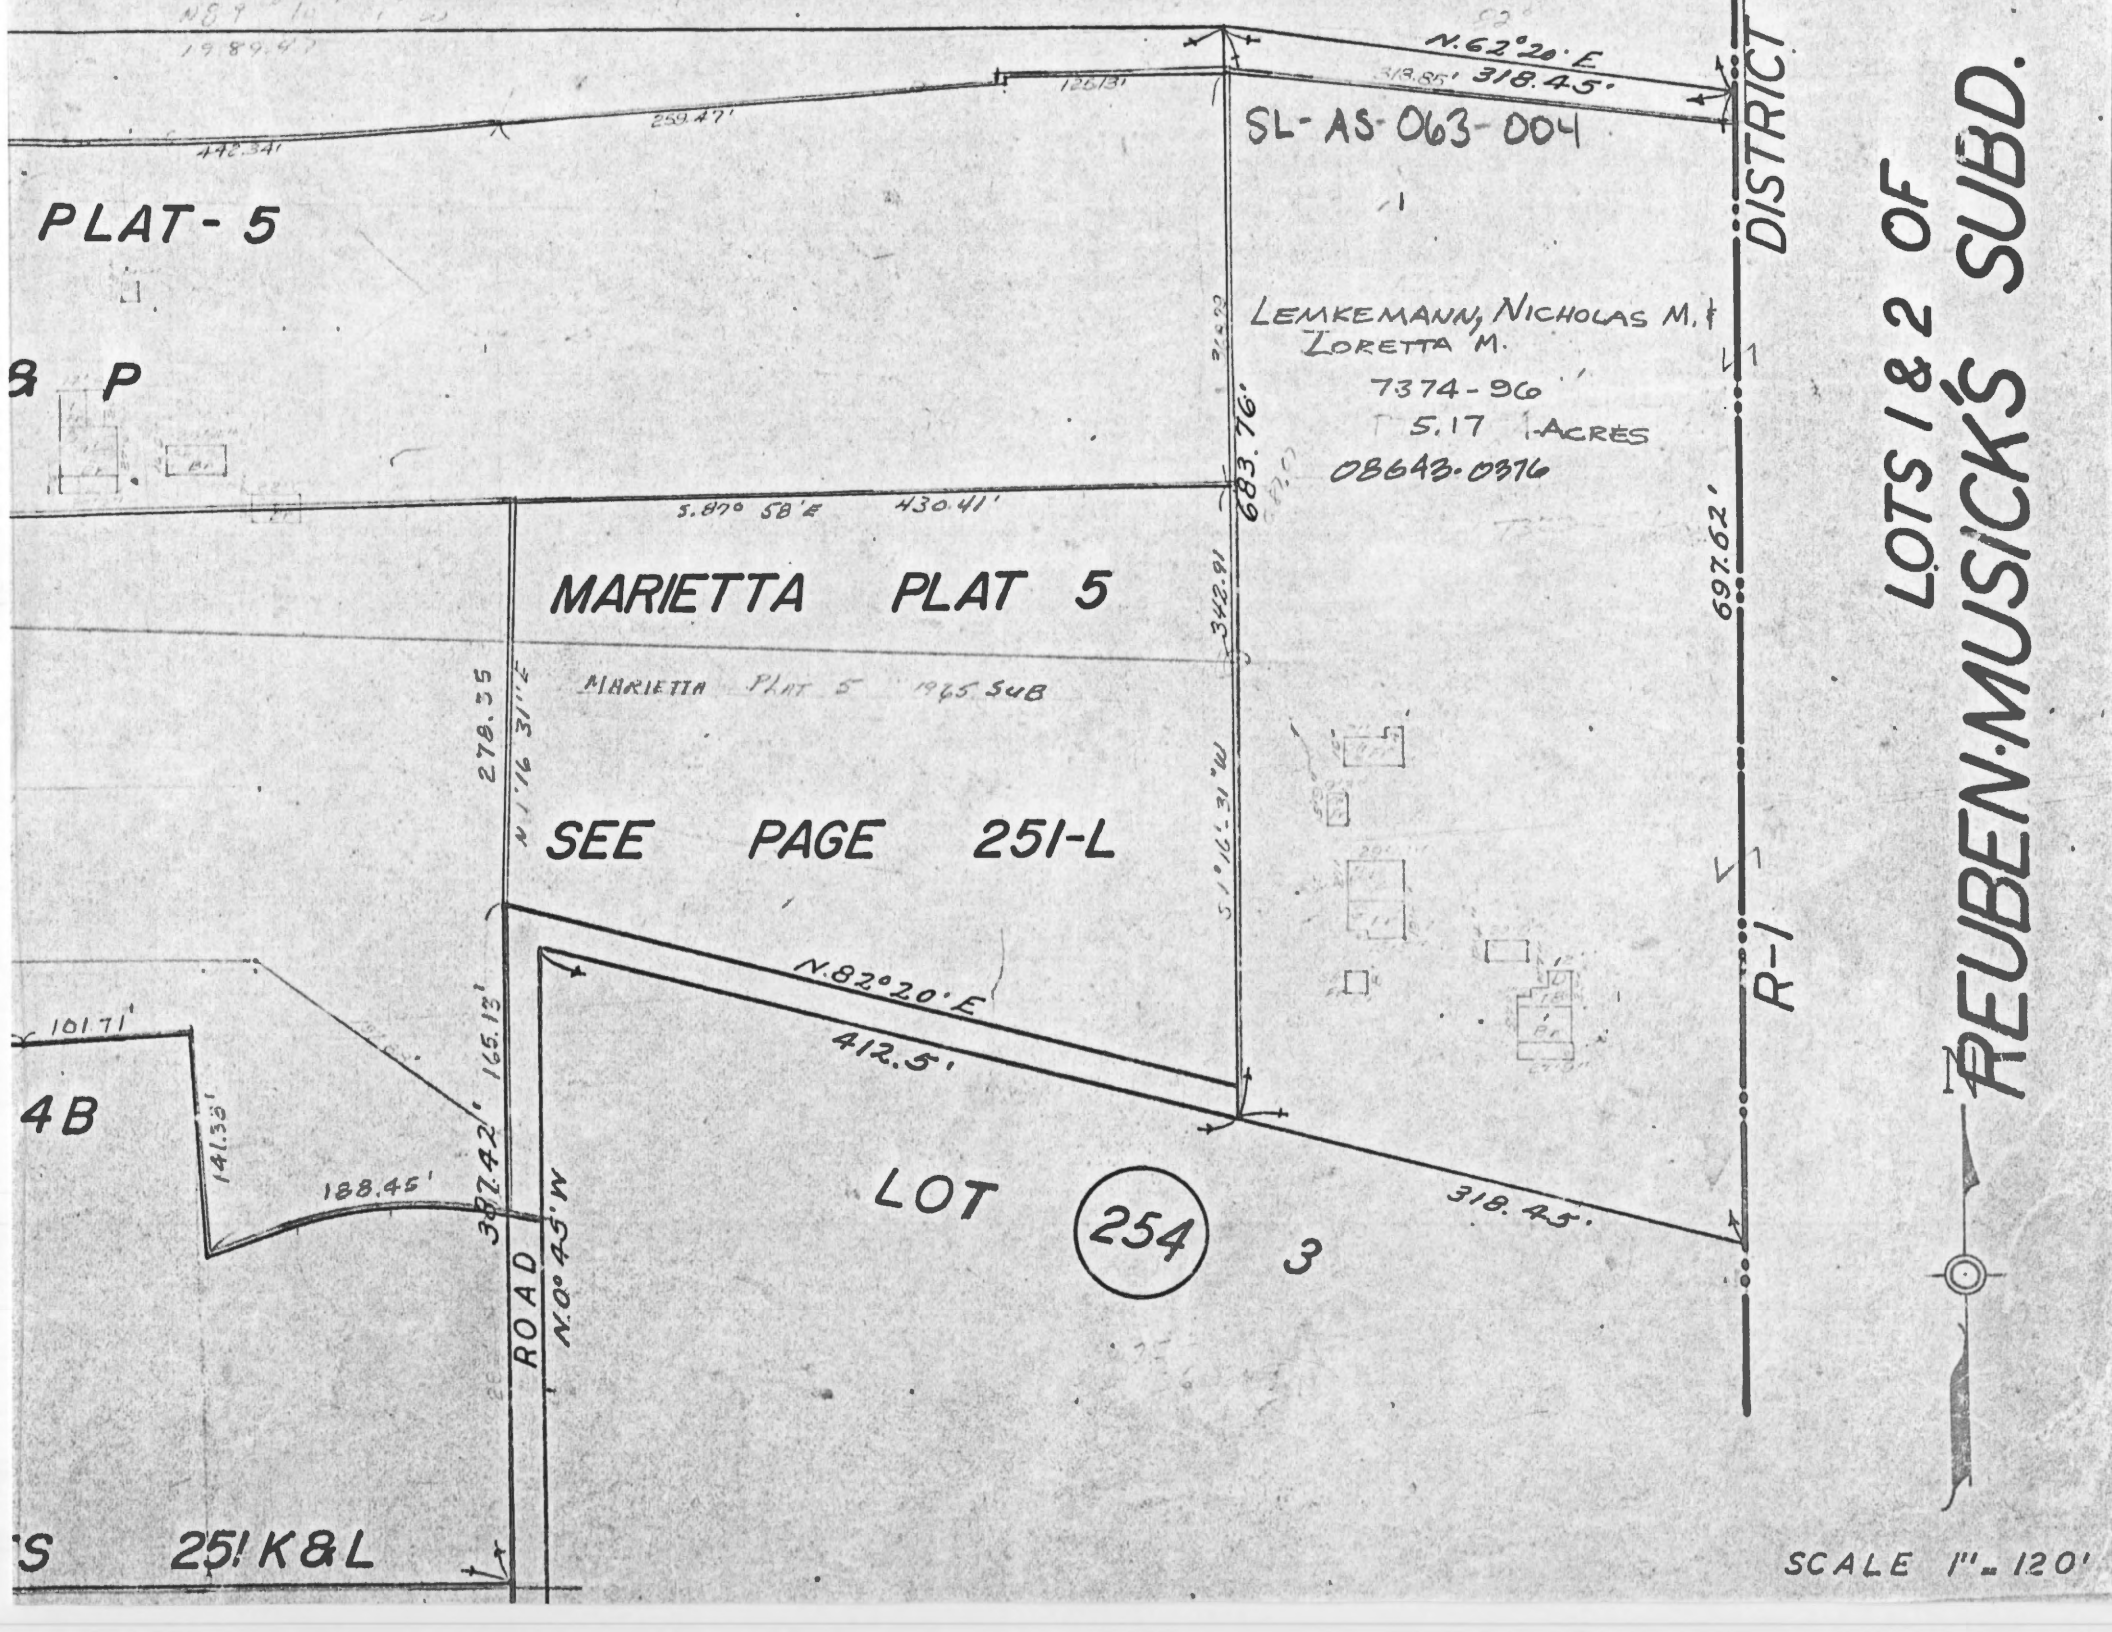 1989.47
N.62°20' E
313.85' 318.45'
126.13'
259.47'
442.34'
SL-AS-063-004
DISTRICT
PLAT-5
LEMKEMANN, NICHOLAS M. &
LORETTA M.
7374-96
5.17 ACRES
08643-0376
& P
683.76'
697.62'
S.87° 58'E 430.41'
342.91
MARIETTA PLAT 5
MARIETTA PLAT 5 1965 SUB
278.35
N 1°16'31"E
S 1°16'-31"W
SEE PAGE 251-L
N.82°20' E
412.5'
R-1
101.71'
165.13'
4B
141.33'
188.45'
387.42'
ROAD
N.0°45'W
LOT 3
254
318.45'
251 K&L
LOTS 1 & 2 OF
REUBEN·MUSICK'S SUBD.
SCALE 1"=120'